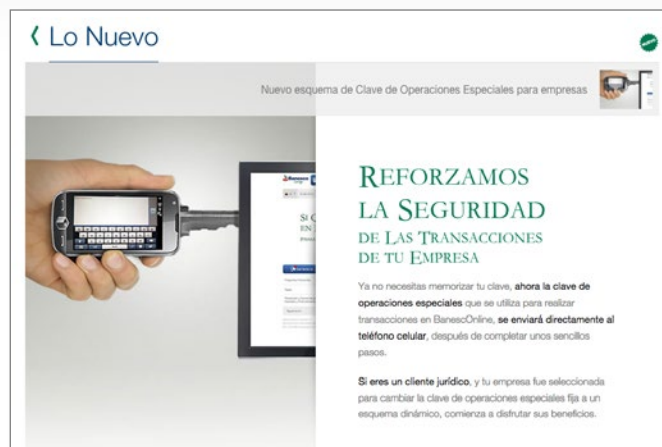 Lo Nuevo
Nuevo esquema de Clave de Operaciones Especiales para empresas
Banesco
REFORZAMOS
LA SEGURIDAD
DE LAS TRANSACCIONES
DE TU EMPRESA
Ya no necesitas memorizar tu clave, ahora la clave de
operaciones especiales que se utiliza para realizar
transacciones en BanescOnline, se enviará directamente al
teléfono celular, después de completar unos sencillos
pasos.
Si eres un cliente jurídico, y tu empresa fue seleccionada
para cambiar la clave de operaciones especiales fija a un
esquema dinámico, comienza a disfrutar sus beneficios.